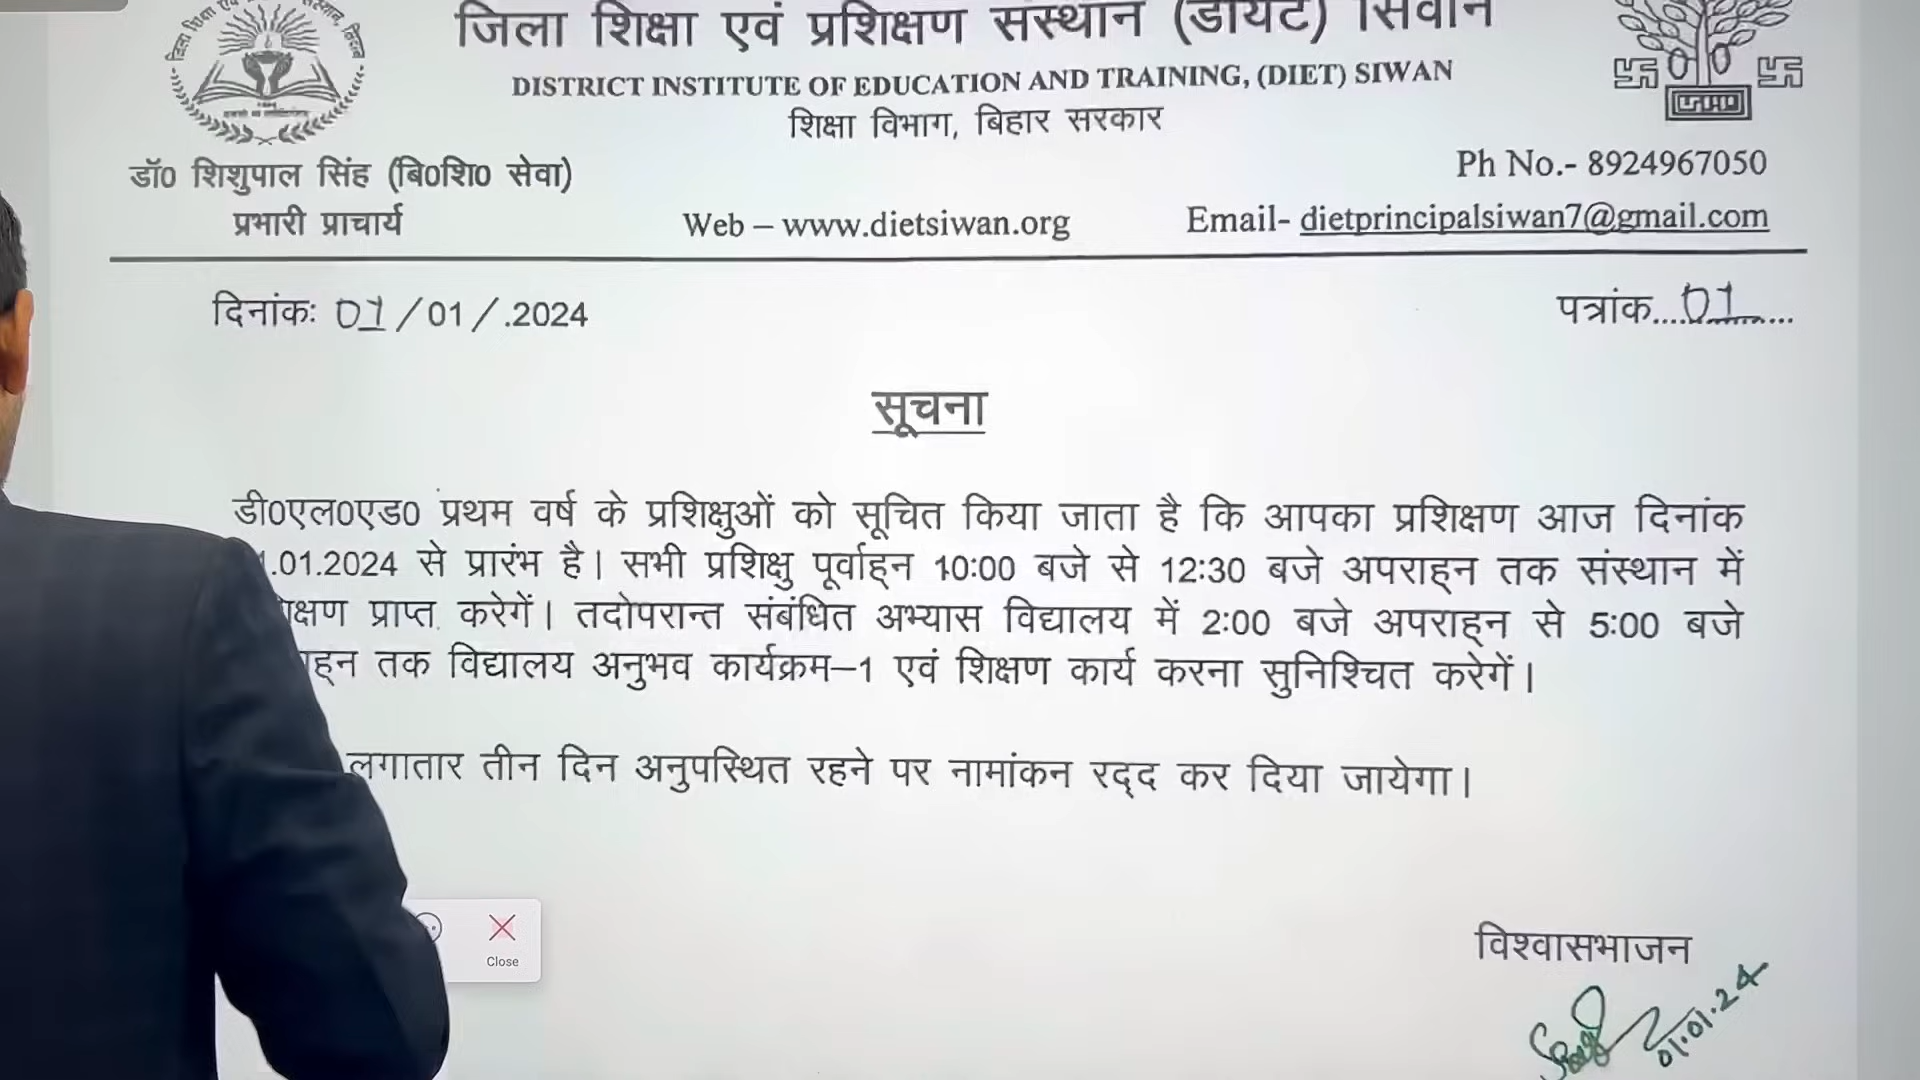 जिला शिक्षा एवं प्रशिक्षण संस्थान (डायट) सिवान
DISTRICT INSTITUTE OF EDUCATION AND TRAINING, (DIET) SIWAN
शिक्षा विभाग, बिहार सरकार
डॉ0 शिशुपाल सिंह (बि0शि0 सेवा)
Ph No.- 8924967050
प्रभारी प्राचार्य
Web – www.dietsiwan.org
Email- dietprincipalsiwan7@gmail.com
दिनांकः 01/01/.2024
पत्रांक....01.......
सूचना
डी0एल0एड0 प्रथम वर्ष के प्रशिक्षुओं को सूचित किया जाता है कि आपका प्रशिक्षण आज दिनांक
.01.2024 से प्रारंभ है। सभी प्रशिक्षु पूर्वाह्न 10:00 बजे से 12:30 बजे अपराह्न तक संस्थान में
प्राप्त करेगें। तदोपरान्त संबंधित अभ्यास विद्यालय में 2:00 बजे अपराह्न से 5:00 बजे
तक विद्यालय अनुभव कार्यक्रम–1 एवं शिक्षण कार्य करना सुनिश्चित करेगें।
लगातार तीन दिन अनुपस्थित रहने पर नामांकन रद्द कर दिया जायेगा।
Close
विश्वासभाजन
01.01.24